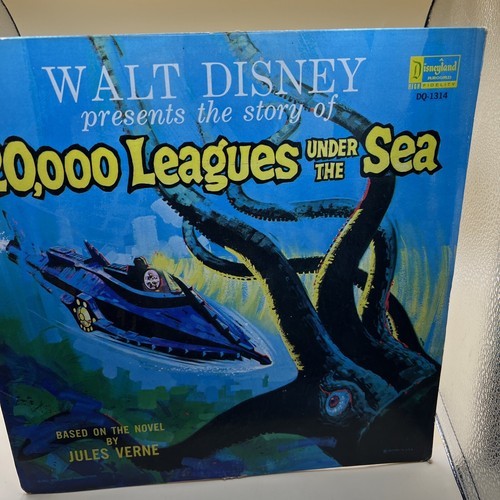 Disneyland
DQ-1314
WALT DISNEY
presents the story of
20,000 Leagues UNDER THE Sea
BASED ON THE NOVEL
BY
JULES VERNE